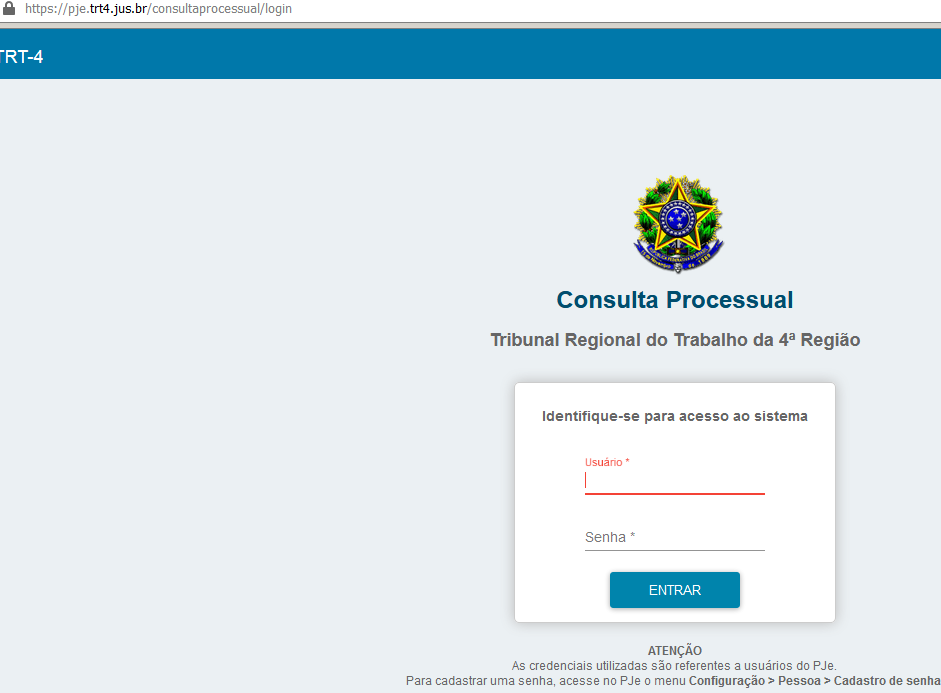 https://pje.trt4.jus.br/consultaprocessual/login
TRT-4
Consulta Processual
Tribunal Regional do Trabalho da 4ª Região
Identifique-se para acesso ao sistema
Usuário *
Senha *
ENTRAR
ATENÇÃO
As credenciais utilizadas são referentes a usuários do PJe.
Para cadastrar uma senha, acesse no PJe o menu Configuração > Pessoa > Cadastro de senha